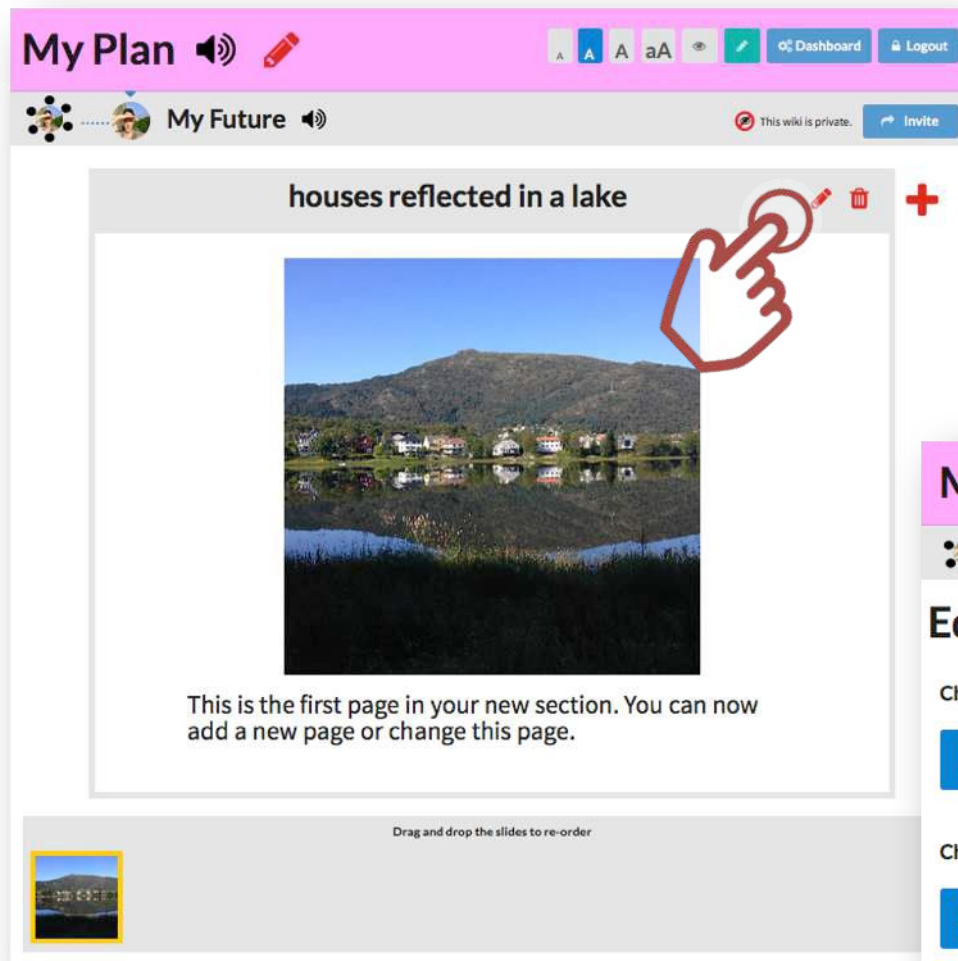 My Plan
A A A aA Dashboard Logout
My Future This wiki is private. Invite
houses reflected in a lake
This is the first page in your new section. You can now
add a new page or change this page.
Drag and drop the slides to re-order